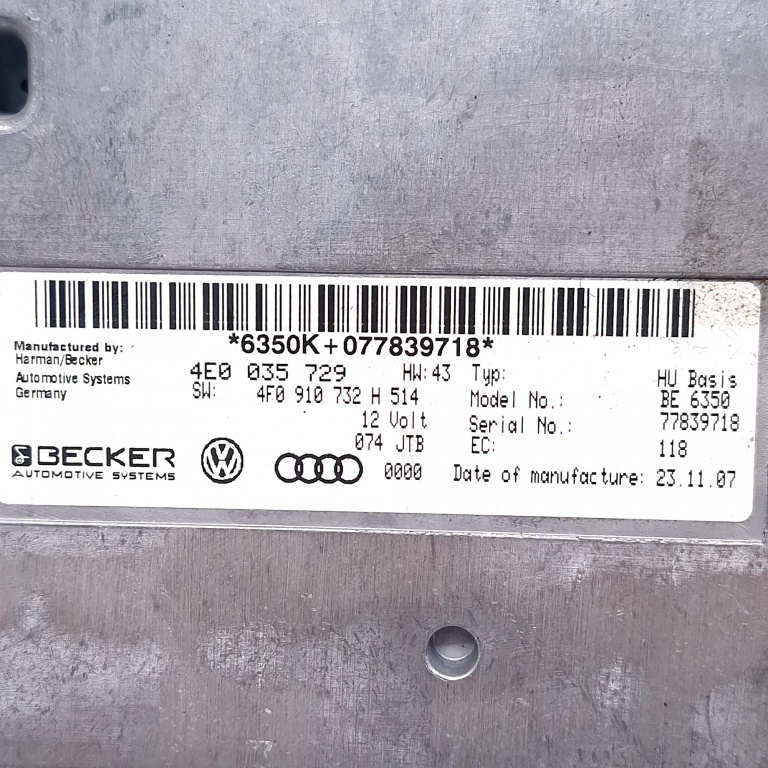 *6350K+077839718*
Manufactured by:
Harman/Becker
Automotive Systems
Germany
4E0 035 729 HW:43 Typ: HU Basis
SW: 4F0 910 732 H 514 Model No.: BE 6350
12 Volt Serial No.: 77839718
074 JTB EC: 118
0000 Date of manufacture: 23.11.07
BECKER
AUTOMOTIVE SYSTEMS